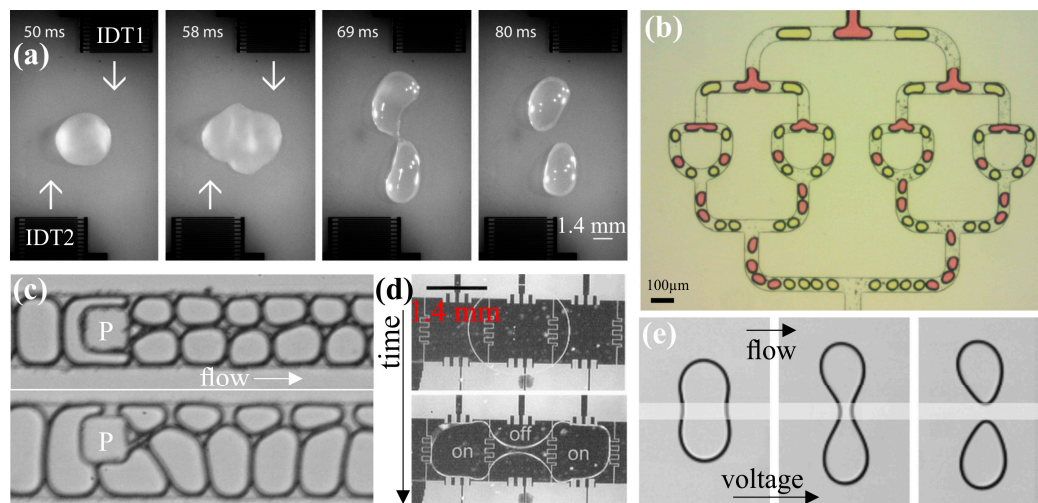 (a)
50 ms
IDT1
IDT2
58 ms
69 ms
80 ms
1.4 mm
(b)
100µm
(c)
P
flow
P
(d)
1.4 mm
time
off
on
on
(e)
flow
voltage